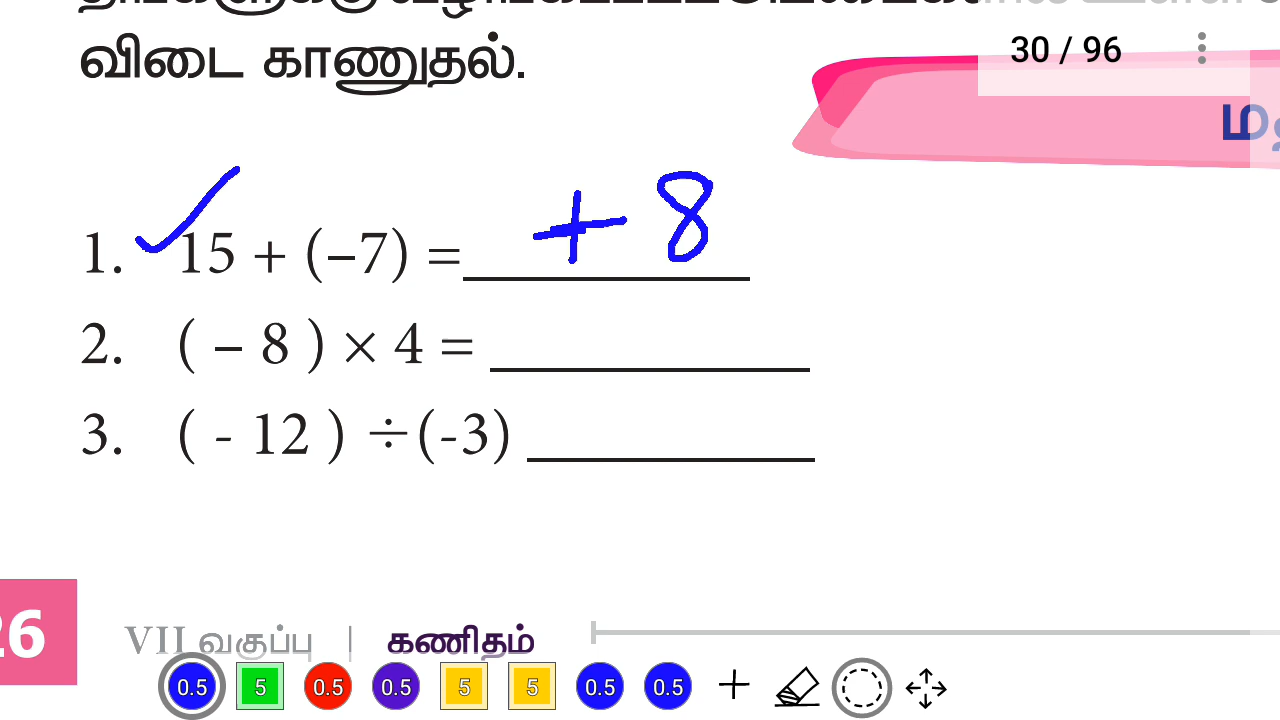 விடை காணுதல்.
30 / 96
1. 15 + (–7) = + 8
2. ( – 8 ) × 4 =
3. ( - 12 ) ÷ (-3)
26
VII வகுப்பு | கணிதம்
0.5 5 0.5 0.5 5 5 0.5 0.5